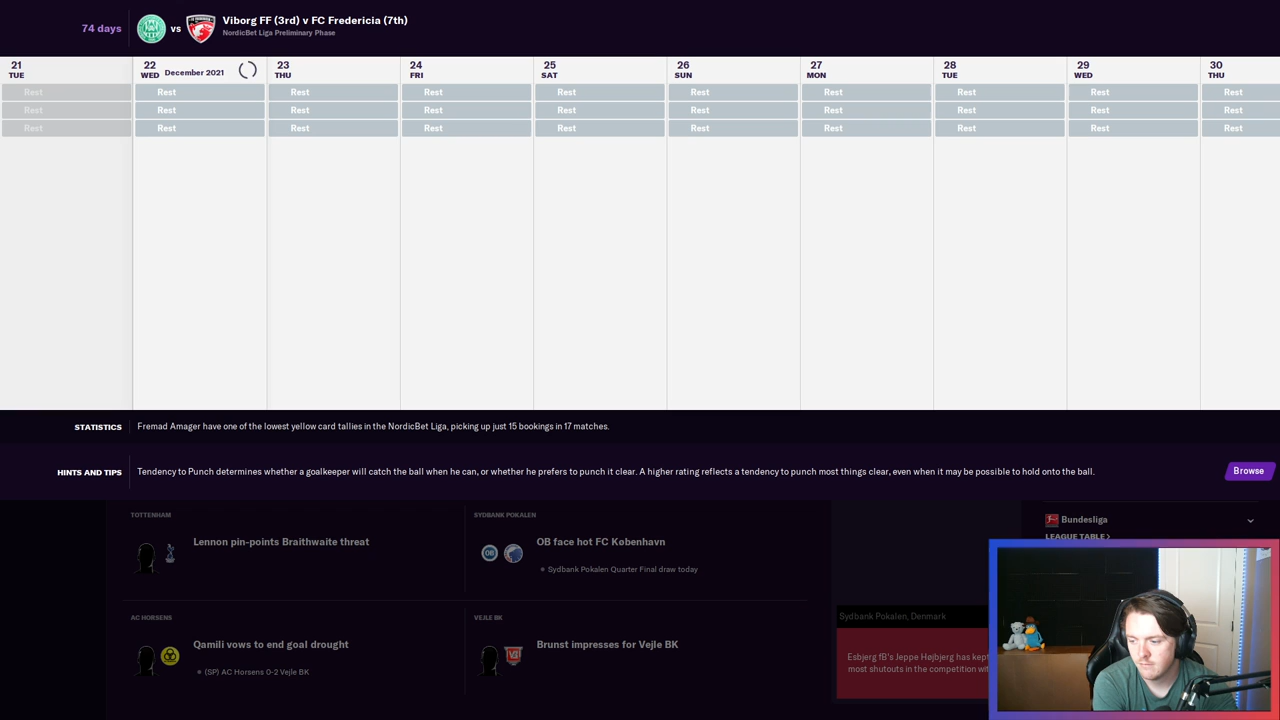 74 days
vs
Viborg FF (3rd) v FC Fredericia (7th)
NordicBet Liga Preliminary Phase
21
TUE
22
WED December 2021
23
THU
24
FRI
25
SAT
26
SUN
27
MON
28
TUE
29
WED
30
THU
Rest Rest Rest Rest Rest Rest Rest Rest Rest Rest
Rest Rest Rest Rest Rest Rest Rest Rest Rest Rest
Rest Rest Rest Rest Rest Rest Rest Rest Rest Rest
STATISTICS Fremad Amager have one of the lowest yellow card tallies in the NordicBet Liga, picking up just 15 bookings in 17 matches.
HINTS AND TIPS Tendency to Punch determines whether a goalkeeper will catch the ball when he can, or whether he prefers to punch it clear. A higher rating reflects a tendency to punch most things clear, even when it may be possible to hold onto the ball.
Browse
TOTTENHAM
Lennon pin-points Braithwaite threat
SYDBANK POKALEN
OB
OB face hot FC København
Sydbank Pokalen Quarter Final draw today
AC HORSENS
Qamili vows to end goal drought
(SP) AC Horsens 0-2 Vejle BK
VEJLE BK
Brunst impresses for Vejle BK
Bundesliga
LEAGUE TABLE
Sydbank Pokalen, Denmark
Esbjerg fB's Jeppe Højbjerg has kept
most shutouts in the competition